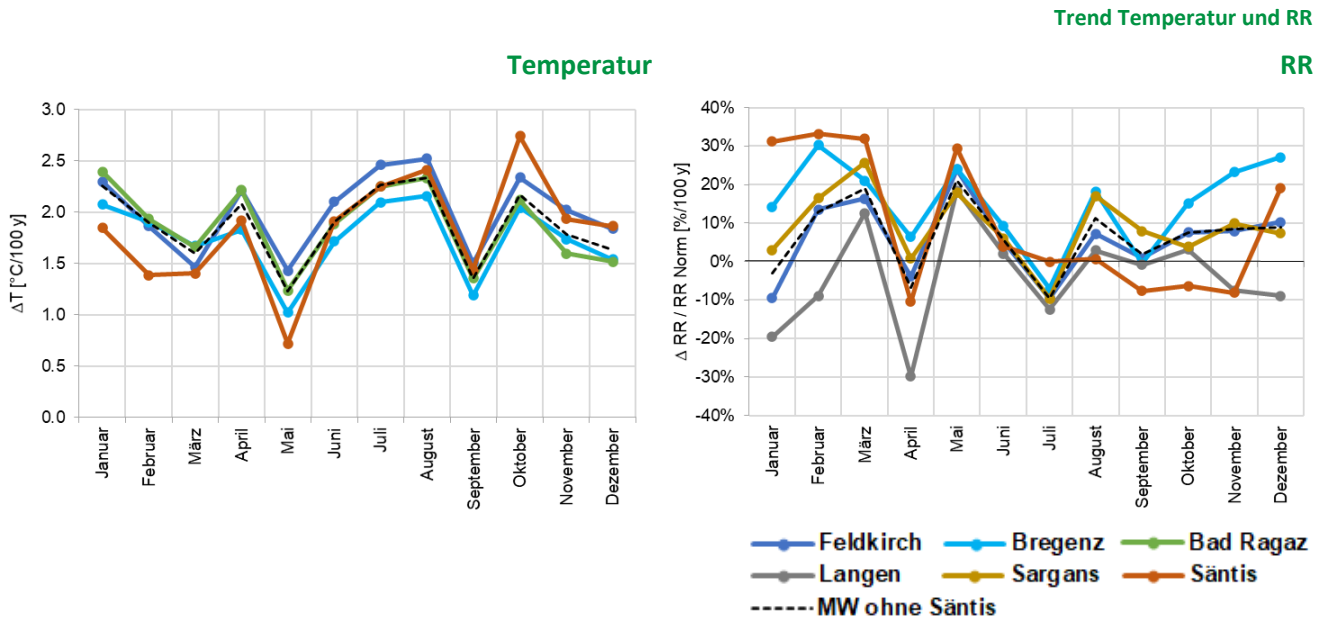 Trend Temperatur und RR
Temperatur
RR
ΔT [°C/100 y]
3.0
2.5
2.0
1.5
1.0
0.5
0.0
Januar
Februar
März
April
Mai
Juni
Juli
August
September
Oktober
November
Dezember
Δ RR / RR Norm [%/100 y]
40%
30%
20%
10%
0%
-10%
-20%
-30%
-40%
Januar
Februar
März
April
Mai
Juni
Juli
August
September
Oktober
November
Dezember
Feldkirch Bregenz Bad Ragaz
Langen Sargans Säntis
MW ohne Säntis